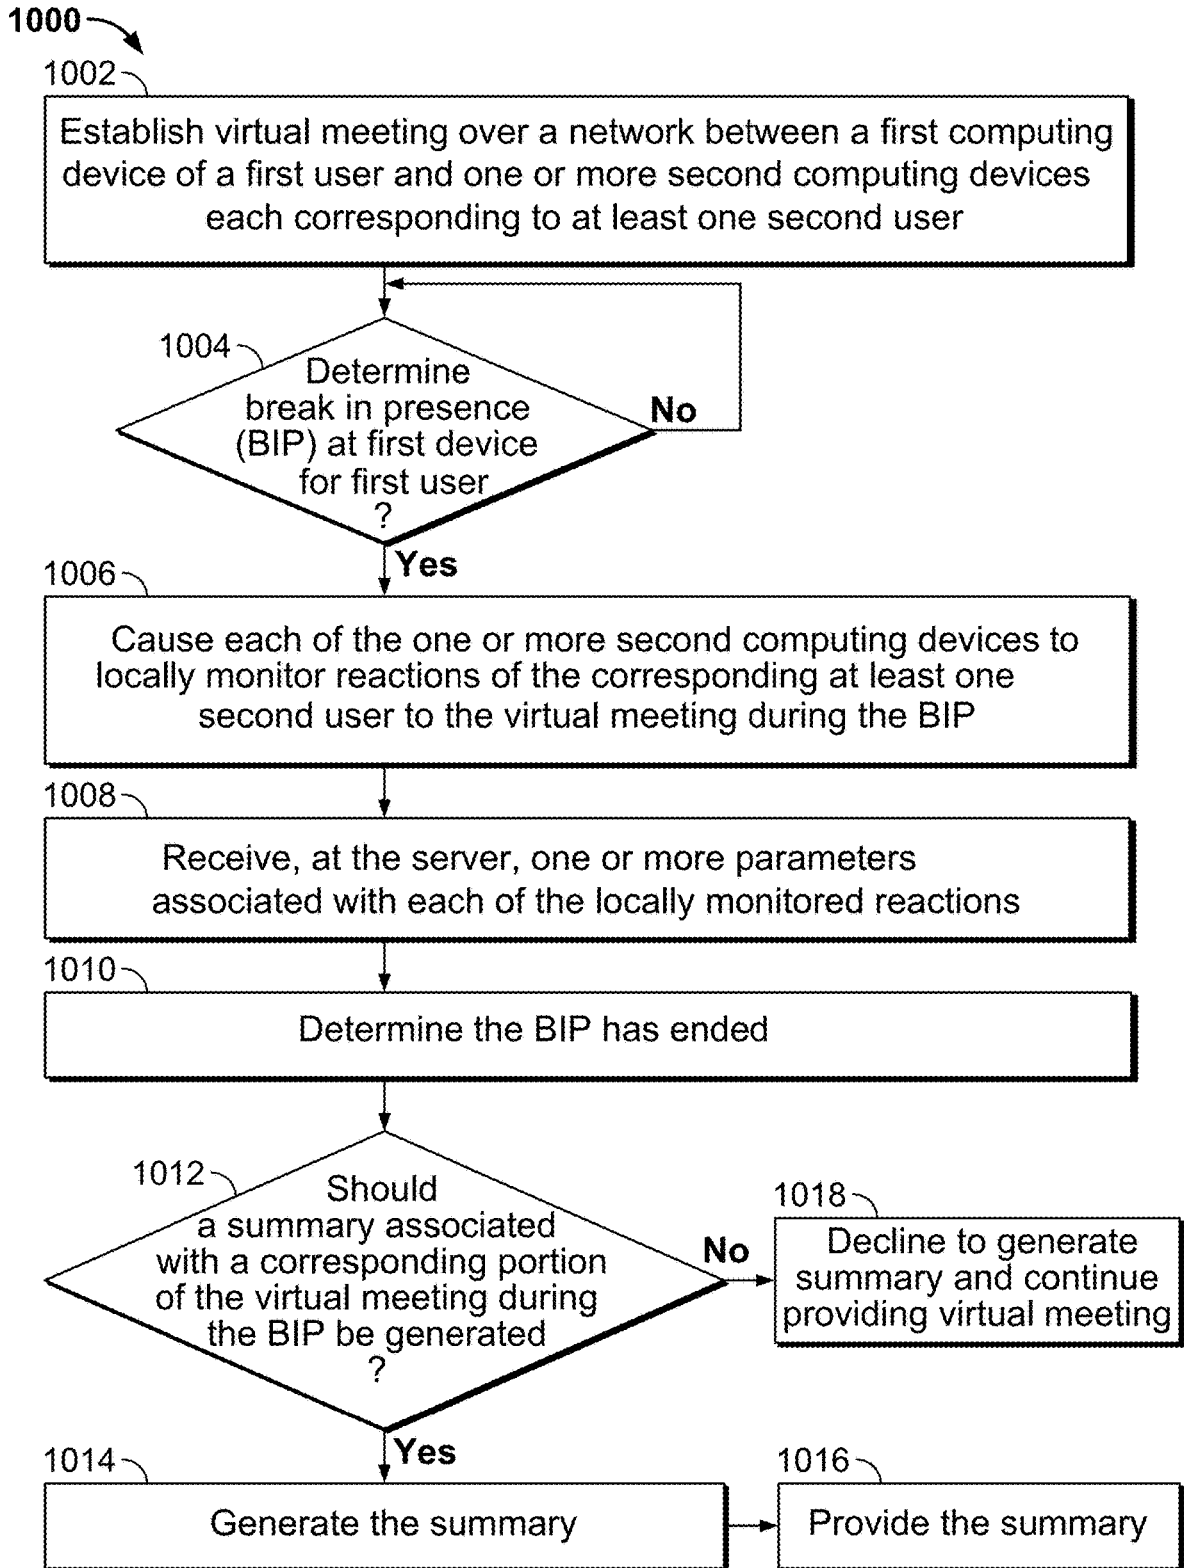 1000
1002
Establish virtual meeting over a network between a first computing
device of a first user and one or more second computing devices
each corresponding to at least one second user
1004
Determine
break in presence
(BIP) at first device
for first user
?
No
Yes
1006
Cause each of the one or more second computing devices to
locally monitor reactions of the corresponding at least one
second user to the virtual meeting during the BIP
1008
Receive, at the server, one or more parameters
associated with each of the locally monitored reactions
1010
Determine the BIP has ended
1012
Should
a summary associated
with a corresponding portion
of the virtual meeting during
the BIP be generated
?
No
1018
Decline to generate
summary and continue
providing virtual meeting
Yes
1014
Generate the summary
1016
Provide the summary